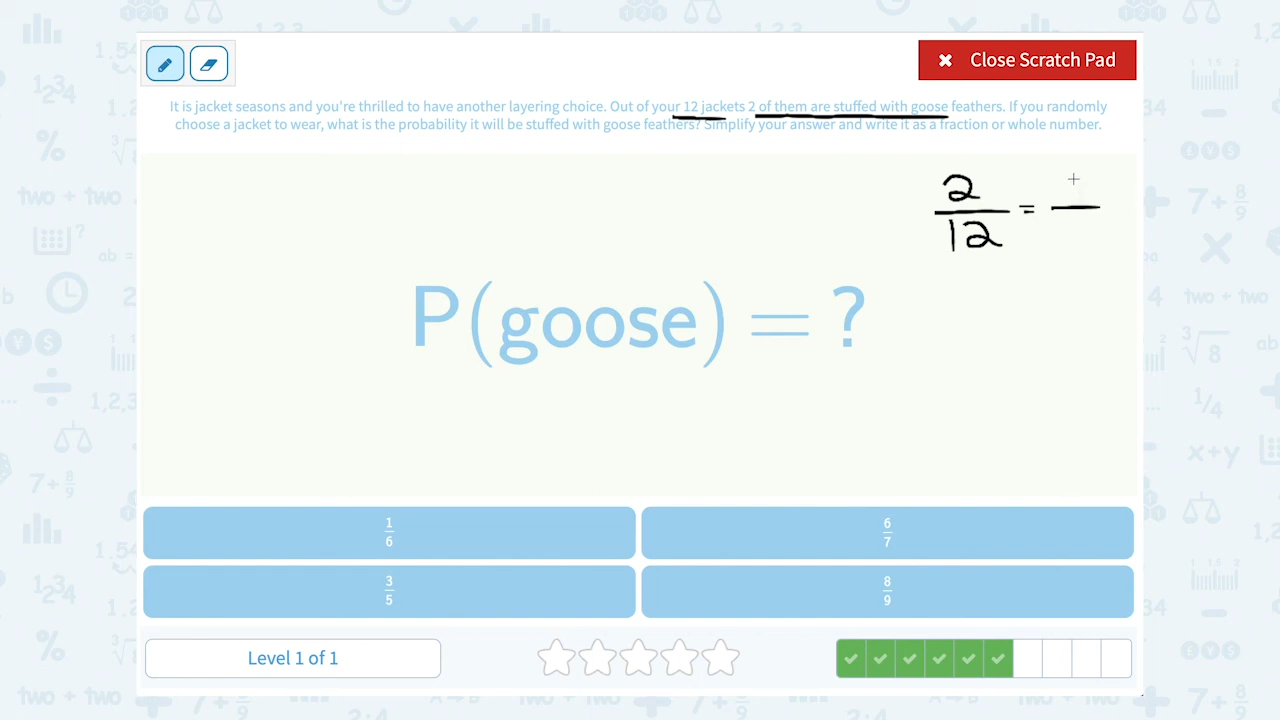 Close Scratch Pad
It is jacket seasons and you're thrilled to have another layering choice. Out of your 12 jackets 2 of them are stuffed with goose feathers. If you randomly
choose a jacket to wear, what is the probability it will be stuffed with goose feathers? Simplify your answer and write it as a fraction or whole number.
2/12 =
P(goose) = ?
1/6
6/7
3/5
8/9
Level 1 of 1